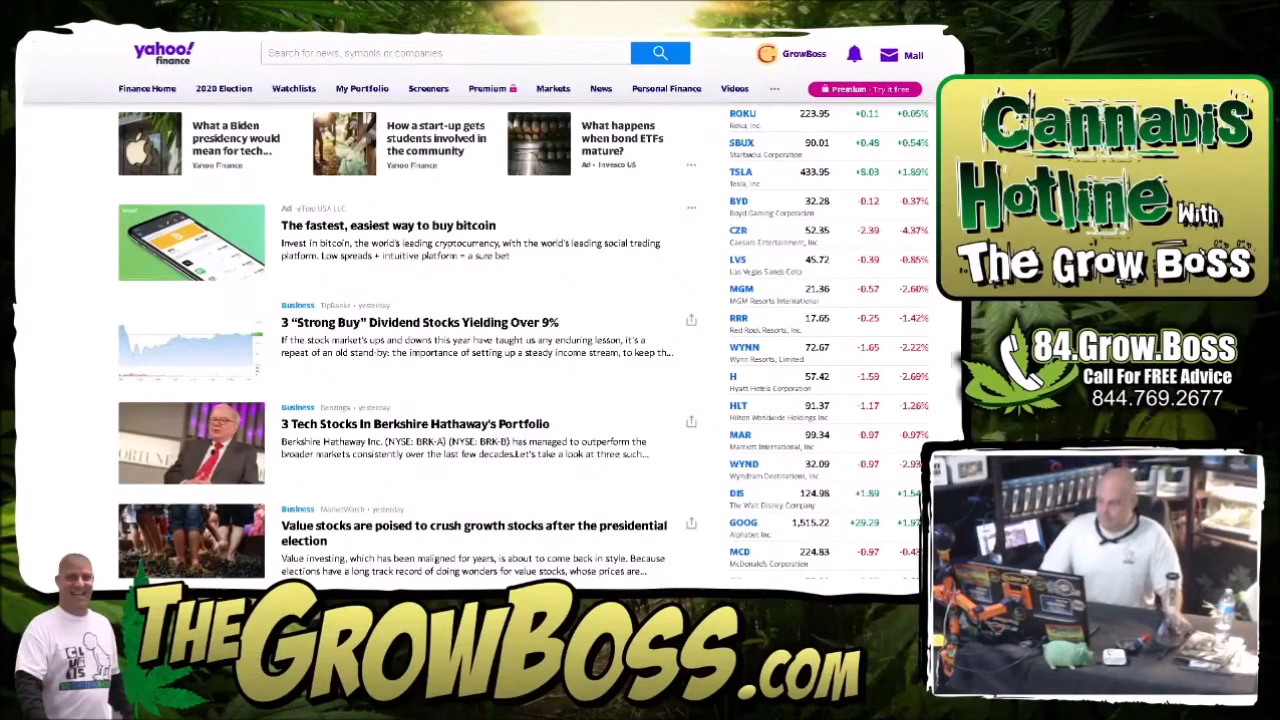 yahoo!
finance
Search for news, symbols or companies
GrowBoss
Mail
Finance Home
2020 Election
Watchlists
My Portfolio
Screeners
Premium
Markets
News
Personal Finance
Videos
Premium - Try it free
What a Biden
presidency would
mean for tech...
Yahoo Finance
How a start-up gets
students involved in
the community
Yahoo Finance
What happens
when bond ETFs
mature?
Ad • Invesco US
Ad eToro USA LLC
The fastest, easiest way to buy bitcoin
Invest in bitcoin, the world's leading cryptocurrency, with the world's leading social trading
platform. Low spreads + intuitive platform = a sure bet
Business TipRanks • yesterday
3 “Strong Buy” Dividend Stocks Yielding Over 9%
If the stock market's ups and downs this year have taught us any enduring lesson, it's a
repeat of an old stand-by: the importance of setting up a steady income stream, to keep th...
Business Benzinga • yesterday
3 Tech Stocks In Berkshire Hathaway's Portfolio
Berkshire Hathaway Inc. (NYSE: BRK-A) (NYSE: BRK-B) has managed to outperform the
broader markets consistently over the last few decades.Let's take a look at three such...
Business MarketWatch • yesterday
Value stocks are poised to crush growth stocks after the presidential
election
Value investing, which has been maligned for years, is about to come back in style. Because
elections have a long track record of doing wonders for value stocks, whose prices are...
ROKU 223.95 +0.11 +0.05%
Roku, Inc.
SBUX 90.01 +0.48 +0.54%
Starbucks Corporation
TSLA 433.95 +8.03 +1.89%
Tesla, Inc
BYD 32.28 -0.12 -0.37%
Boyd Gaming Corporation
CZR 52.35 -2.39 -4.37%
Caesars Entertainment, Inc
LVS 45.72 -0.39 -0.85%
Las Vegas Sands Corp.
MGM 21.36 -0.57 -2.60%
MGM Resorts International
RRR 17.65 -0.25 -1.42%
Red Rock Resorts, Inc.
WYNN 72.67 -1.65 -2.22%
Wynn Resorts, Limited
H 57.42 -1.59 -2.69%
Hyatt Hotels Corporation
HLT 91.37 -1.17 -1.26%
Hilton Worldwide Holdings Inc.
MAR 99.34 -0.97 -0.97%
Marriott International, Inc
WYND 32.09 -0.97 -2.93
Wyndham Destinations, Inc
DIS 124.98 +1.89 +1.54
The Walt Disney Company
GOOG 1,515.22 +29.29 +1.97
Alphabet Inc.
MCD 224.83 -0.97 -0.43
McDonald's Corporation
Cannabis
Hotline With
The Grow Boss
84.Grow.Boss
Call For FREE Advice
844.769.2677
TheGrowBoss.com